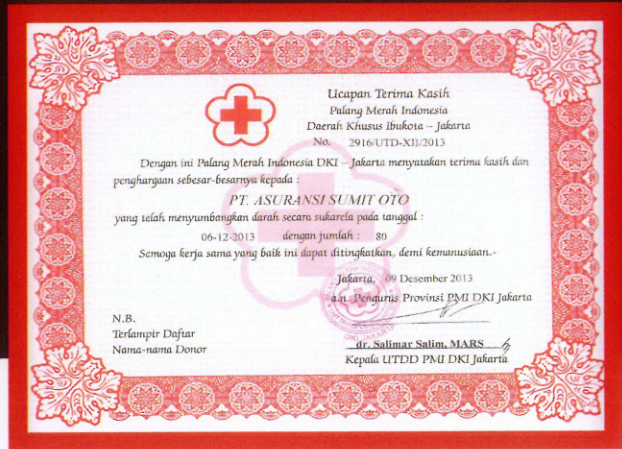 Ucapan Terima Kasih
Palang Merah Indonesia
Daerah Khusus Ibukota – Jakarta
No. 2916/UTD-XII/2013
Dengan ini Palang Merah Indonesia DKI – Jakarta menyatakan terima kasih dan
penghargaan sebesar-besarnya kepada :
PT. ASURANSI SUMIT OTO
yang telah menyumbangkan darah secara sukarela pada tanggal :
06-12-2013 dengan jumlah : 80
Semoga kerja sama yang baik ini dapat ditingkatkan, demi kemanusiaan.-
Jakarta, 09 Desember 2013
a.n. Pengurus Provinsi PMI DKI Jakarta
N.B.
Terlampir Daftar
Nama-nama Donor
dr. Salimar Salim, MARS
Kepala UTDD PMI DKI Jakarta